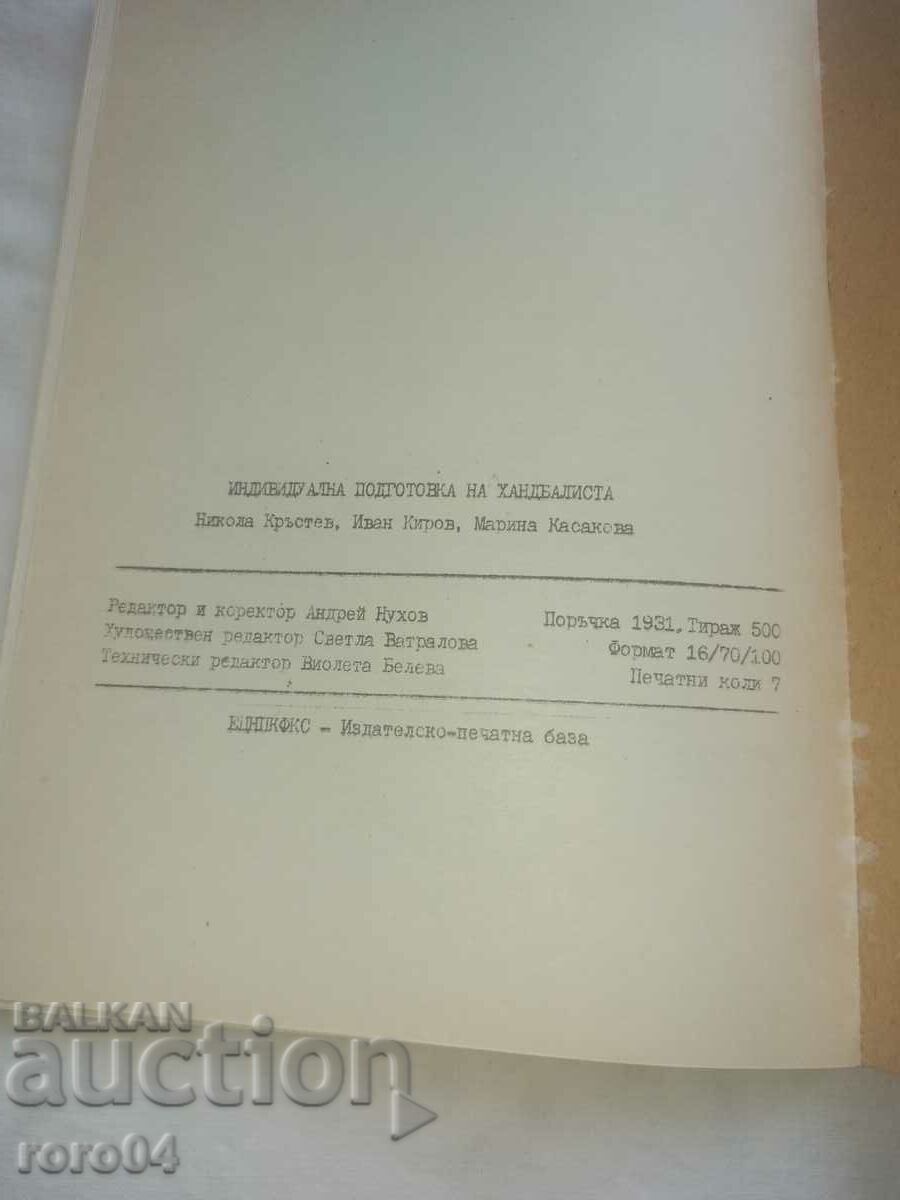 ИНДИВИДУАЛНА ПОДГОТОВКА НА ХАНДБАЛИСТА
Никола Кръстев, Иван Киров, Марина Касакова
Редактор и коректор Андрей Нухов
Художествен редактор Светла Ватралова
Технически редактор Виолета Белева
Поръчка 1931, Тираж 500
Формат 16/70/100
Печатни коли 7
ЕЦНПКФКС - Издателско-печатна база
BALKAN
auction
roro04